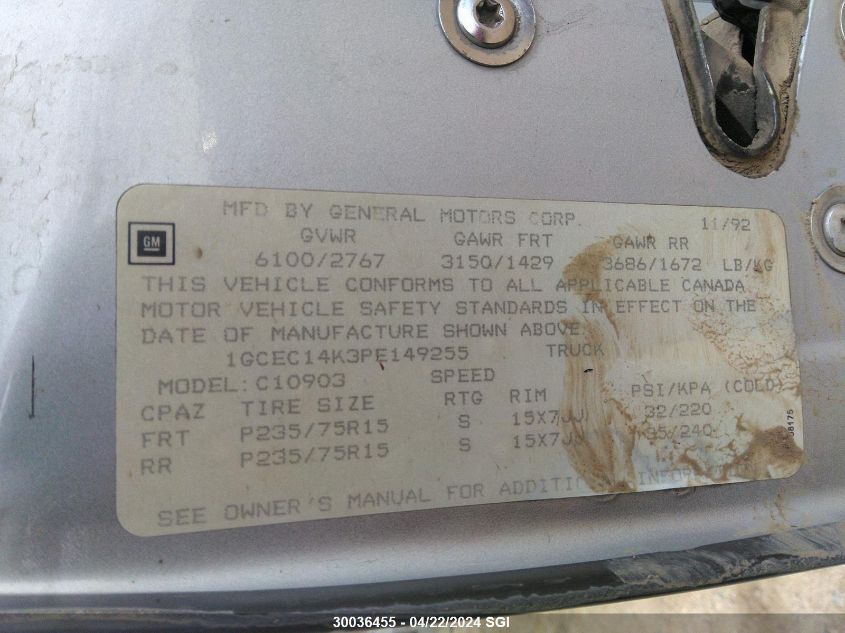 MFD BY GENERAL MOTORS CORP. 11/92
GM
GVWR GAWR FRT GAWR RR
6100/2767 3150/1429 3686/1672 LB/KG
THIS VEHICLE CONFORMS TO ALL APPLICABLE CANADA
MOTOR VEHICLE SAFETY STANDARDS IN EFFECT ON THE
DATE OF MANUFACTURE SHOWN ABOVE.
1GCEC14K3PE149255 TRUCK
MODEL: C10903 SPEED
CPAZ TIRE SIZE RTG RIM PSI/KPA (COLD)
FRT P235/75R15 S 15X7JJ 32/220
RR P235/75R15 S 15X7JJ 35/240
SEE OWNER'S MANUAL FOR ADDITIONAL INFORMATION
30036455 - 04/22/2024 SGI